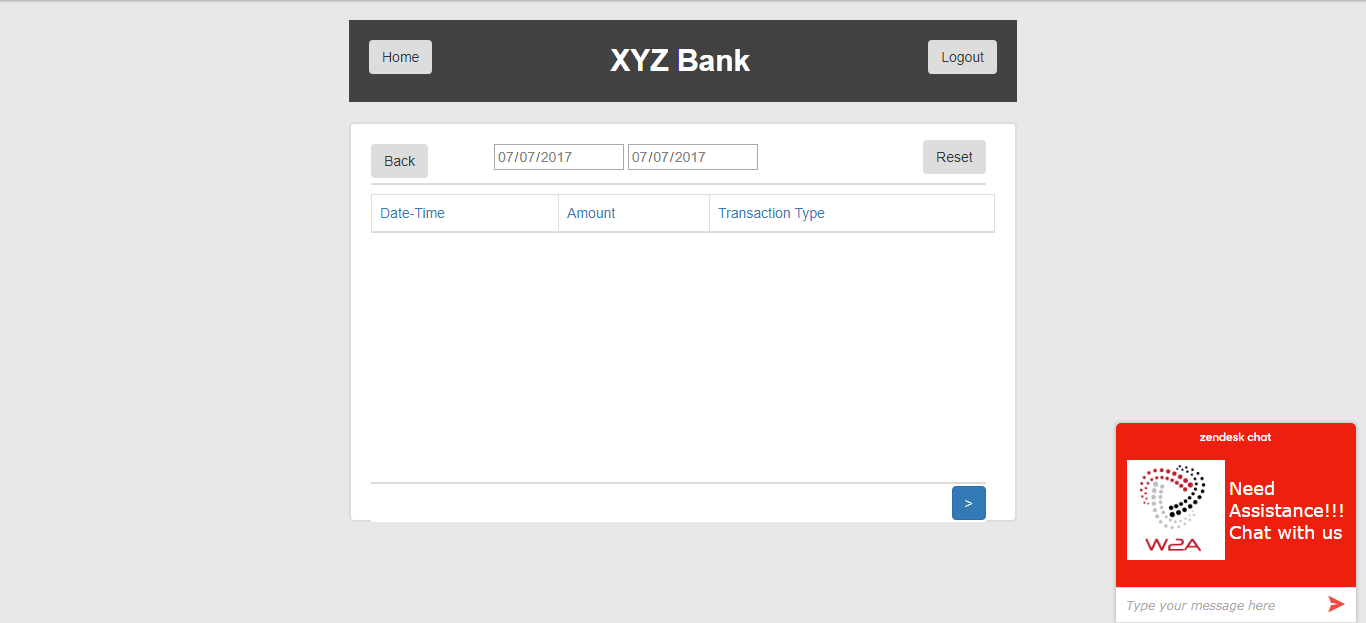 Home
XYZ Bank
Logout
Back
07/07/2017
07/07/2017
Reset
Date-Time
Amount
Transaction Type
>
zendesk chat
W2A
Need
Assistance!!!
Chat with us
Type your message here